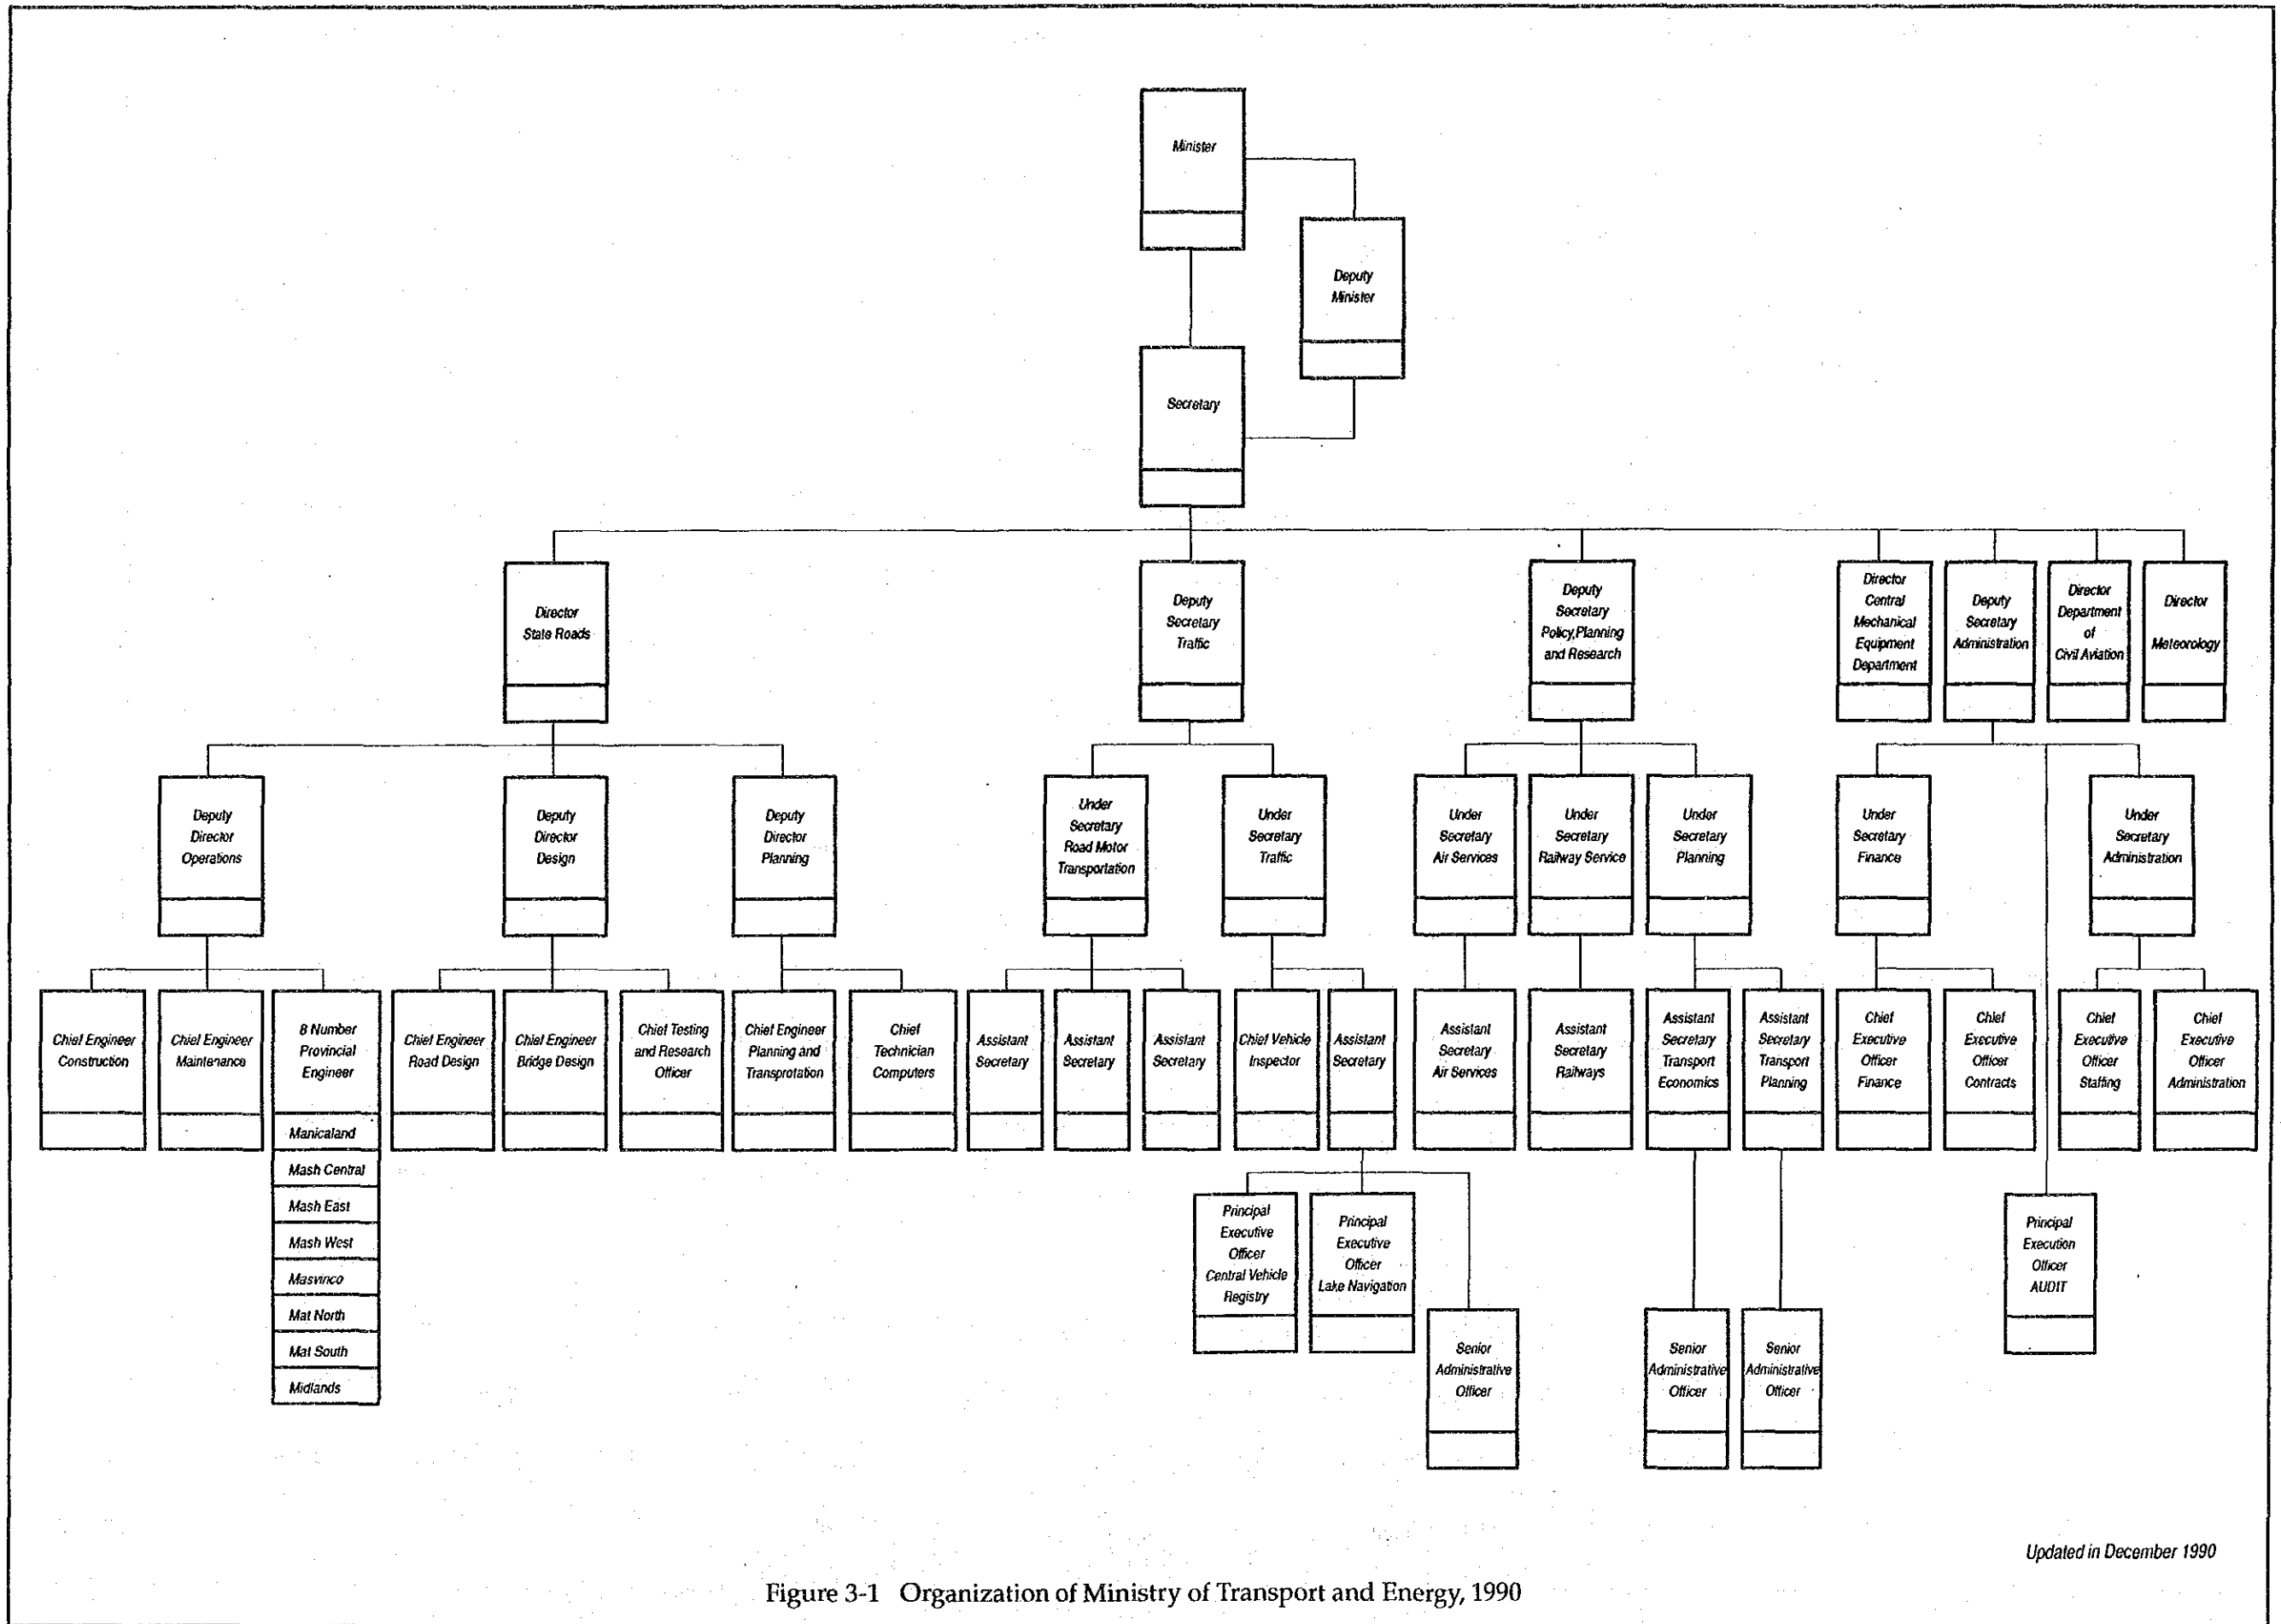 Minister
Deputy
Minister
Secretary
Director
State Roads
Deputy
Secretary
Traffic
Deputy
Secretary
Policy,Planning
and Research
Director
Central
Mechanical
Equipment
Department
Deputy
Secretary
Administration
Director
Department
of
Civil Aviation
Director
Meteorology
Deputy
Director
Operations
Deputy
Director
Design
Deputy
Director
Planning
Under
Secretary
Road Motor
Transportation
Under
Secretary
Traffic
Under
Secretary
Air Services
Under
Secretary
Railway Service
Under
Secretary
Planning
Under
Secretary
Finance
Under
Secretary
Administration
Chief Engineer
Construction
Chief Engineer
Maintenance
8 Number
Provincial
Engineer
Manicaland
Mash Central
Mash East
Mash West
Masvinco
Mat North
Mat South
Midlands
Chief Engineer
Road Design
Chief Engineer
Bridge Design
Chief Testing
and Research
Officer
Chief Engineer
Planning and
Transprotation
Chief
Technician
Computers
Assistant
Secretary
Assistant
Secretary
Assistant
Secretary
Chief Vehicle
Inspector
Assistant
Secretary
Assistant
Secretary
Air Services
Assistant
Secretary
Railways
Assistant
Secretary
Transport
Economics
Assistant
Secretary
Transport
Planning
Chief
Executive
Officer
Finance
Chief
Executive
Officer
Contracts
Chief
Executive
Officer
Staffing
Chief
Executive
Officer
Administration
Principal
Executive
Officer
Central Vehicle
Registry
Principal
Executive
Officer
Lake Navigation
Senior
Administrative
Officer
Senior
Administrative
Officer
Senior
Administrative
Officer
Principal
Execution
Officer
AUDIT
Updated in December 1990
Figure 3-1 Organization of Ministry of Transport and Energy, 1990